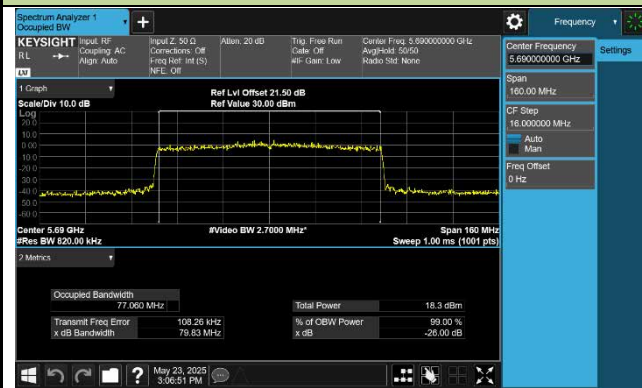 Spectrum Analyzer 1
Occupied BW
Frequency
KEYSIGHT
RL
LXI
Input: RF
Coupling: AC
Align: Auto
Input Z: 50 Ω
Corrections: Off
Freq Ref: Int (S)
NFE: Off
Atten: 20 dB
Trig: Free Run
Gate: Off
#IF Gain: Low
Center Freq: 5.690000000 GHz
Avg|Hold: 50/50
Radio Std: None
Center Frequency
5.690000000 GHz
Settings
Span
160.00 MHz
CF Step
16.000000 MHz
Auto
Man
Freq Offset
0 Hz
1 Graph
Scale/Div 10.0 dB
Ref Lvl Offset 21.50 dB
Ref Value 30.00 dBm
Log
20.0
10.0
0.00
-10.0
-20.0
-30.0
-40.0
-50.0
-60.0
Center 5.69 GHz
#Video BW 2.7000 MHz*
Span 160 MHz
#Res BW 820.00 kHz
Sweep 1.00 ms (1001 pts)
2 Metrics
Occupied Bandwidth
77.060 MHz
Total Power
18.3 dBm
Transmit Freq Error
108.26 kHz
% of OBW Power
99.00 %
x dB Bandwidth
79.83 MHz
x dB
-26.00 dB
?
May 23, 2025
3:06:51 PM